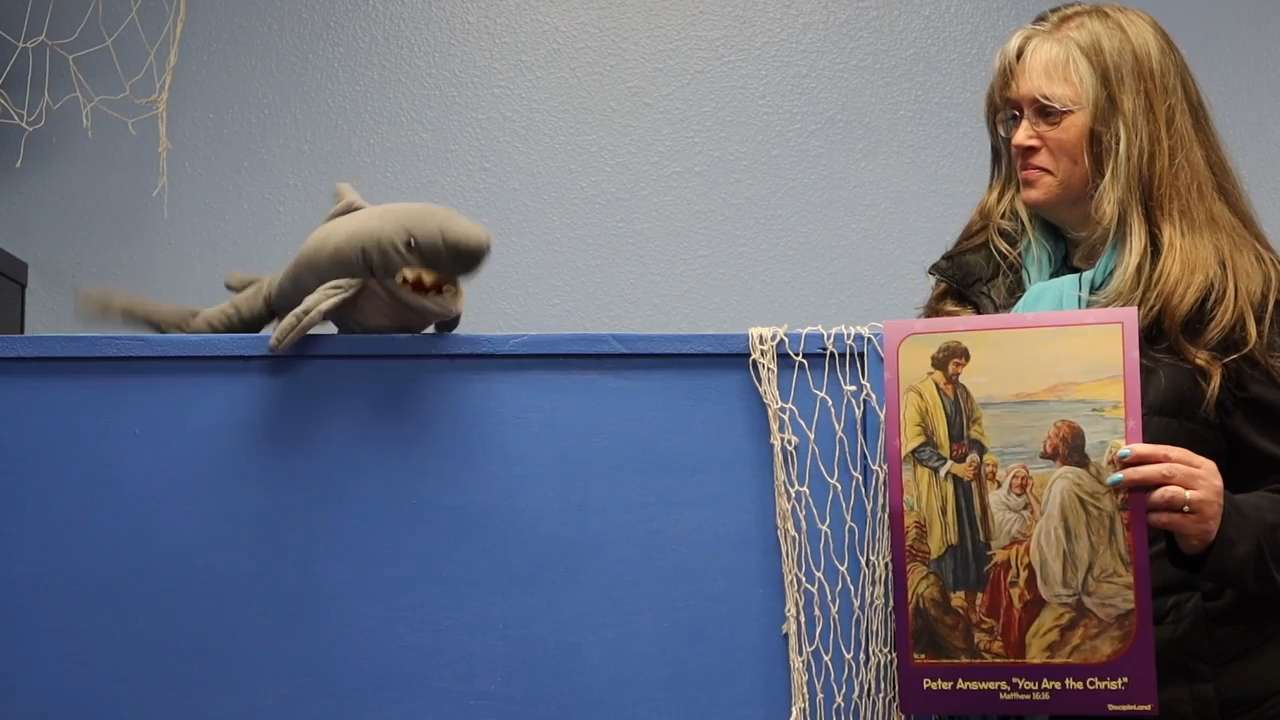 Peter Answers, "You Are the Christ."
Matthew 16:16
DiscipleLand